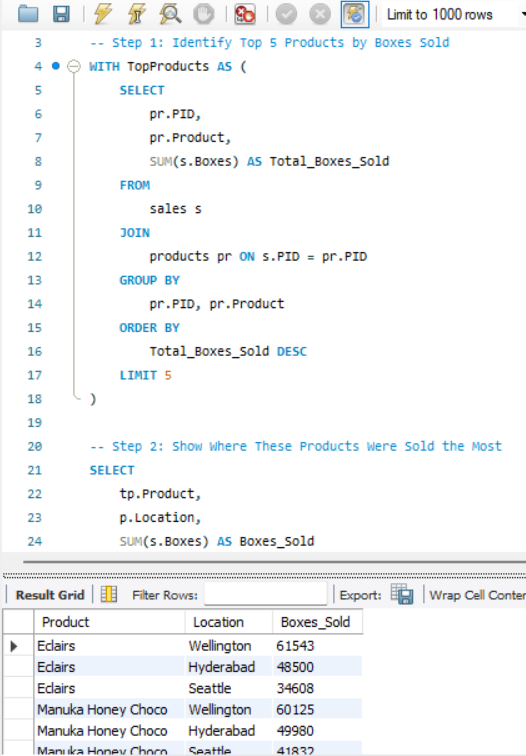 Limit to 1000 rows
3 -- Step 1: Identify Top 5 Products by Boxes Sold
4 WITH TopProducts AS (
5 SELECT
6 pr.PID,
7 pr.Product,
8 SUM(s.Boxes) AS Total_Boxes_Sold
9 FROM
10 sales s
11 JOIN
12 products pr ON s.PID = pr.PID
13 GROUP BY
14 pr.PID, pr.Product
15 ORDER BY
16 Total_Boxes_Sold DESC
17 LIMIT 5
18 )
19
20 -- Step 2: Show Where These Products Were Sold the Most
21 SELECT
22 tp.Product,
23 p.Location,
24 SUM(s.Boxes) AS Boxes_Sold
Result Grid Filter Rows: Export: Wrap Cell Conten
Product Location Boxes_Sold
Eclairs Wellington 61543
Eclairs Hyderabad 48500
Eclairs Seattle 34608
Manuka Honey Choco Wellington 60125
Manuka Honey Choco Hyderabad 49980
Manuka Honey Choco Seattle 41832